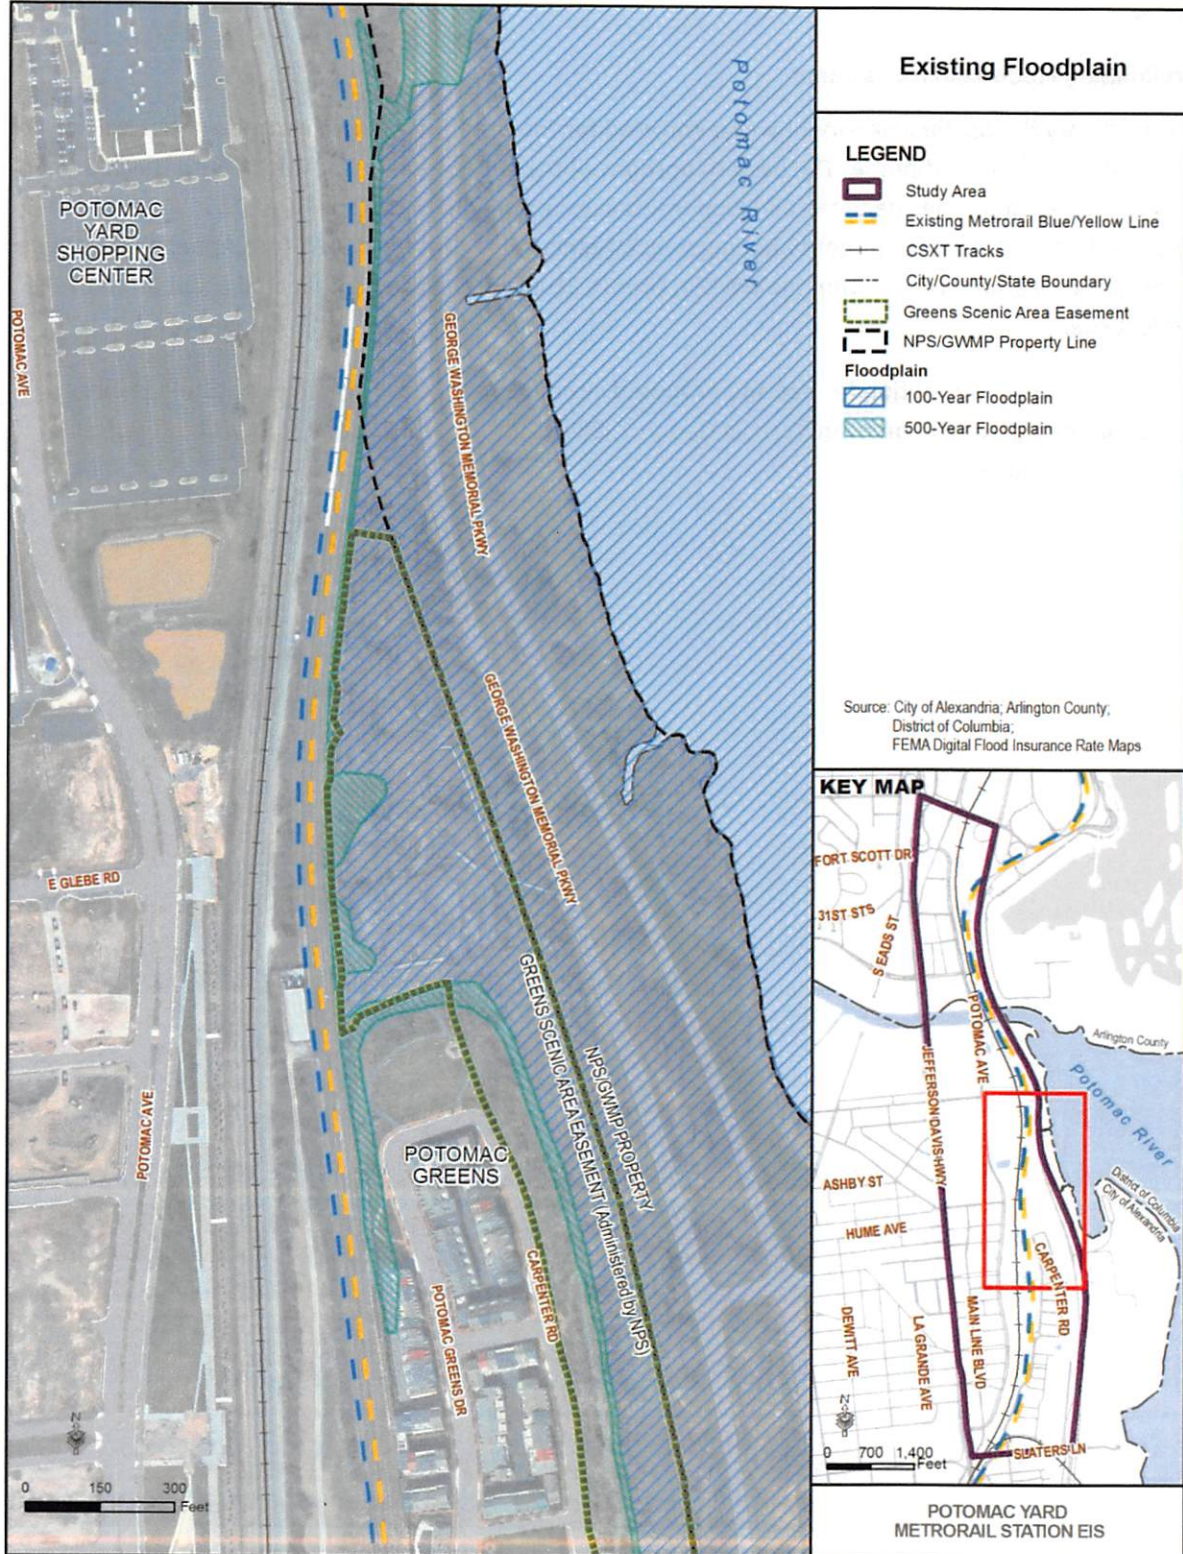 Existing Floodplain
LEGEND
Study Area
Existing Metrorail Blue/Yellow Line
CSXT Tracks
City/County/State Boundary
Greens Scenic Area Easement
NPS/GWMP Property Line
Floodplain
100-Year Floodplain
500-Year Floodplain
Source: City of Alexandria; Arlington County;
District of Columbia;
FEMA Digital Flood Insurance Rate Maps
Potomac River
POTOMAC
YARD
SHOPPING
CENTER
POTOMAC AVE
GEORGE WASHINGTON MEMORIAL PKWY
GEORGE WASHINGTON MEMORIAL PKWY
E GLEBE RD
POTOMAC AVE
NPS/GWMP PROPERTY
GREENS SCENIC AREA EASEMENT (Administered by NPS)
POTOMAC
GREENS
CARPENTER RD
POTOMAC GREENS DR
N
0 150 300
Feet
KEY MAP
FORT SCOTT DR
31ST ST S
S EADS ST
POTOMAC AVE
Arlington County
JEFFERSON DAVIS HWY
Potomac River
ASHBY ST
District of Columbia
City of Alexandria
HUME AVE
CARPENTER RD
DEWITT AVE
LA GRANDE AVE
MAIN LINE BLVD
N
0 700 1,400
Feet
SLATERS LN
POTOMAC YARD
METRORAIL STATION EIS